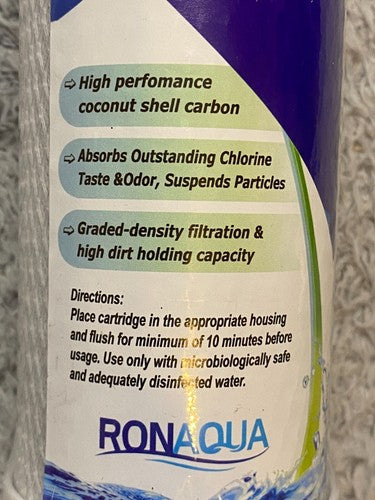 ⇨ High perfomance
coconut shell carbon
⇨ Absorbs Outstanding Chlorine
Taste &Odor, Suspends Particles
⇨ Graded-density filtration &
high dirt holding capacity
Directions:
Place cartridge in the appropriate housing
and flush for minimum of 10 minutes before
usage. Use only with microbiologically safe
and adequately disinfected water.
RONAQUA
®